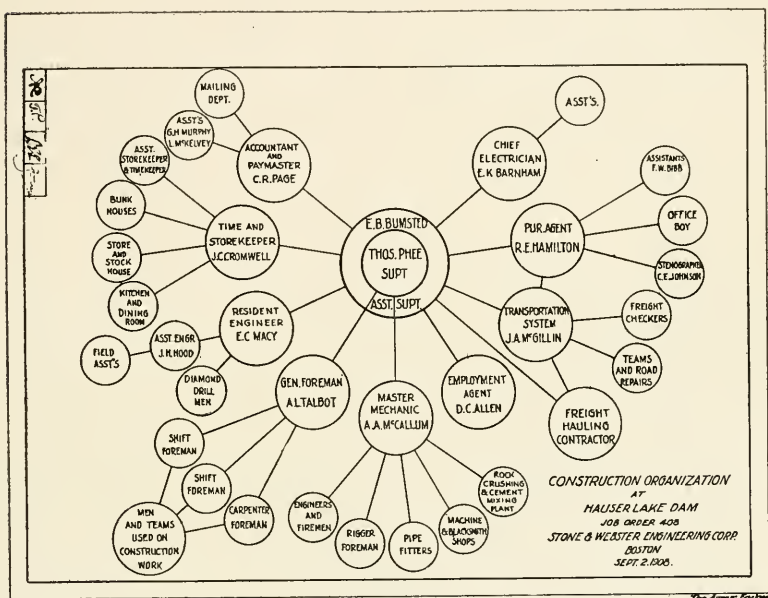 MAILING
DEPT.
ASST'S
G.H MURPHY
L. McKELVEY
ACCOUNTANT
AND
PAYMASTER
C.R. PAGE
ASST'S.
CHIEF
ELECTRICIAN
E.K BARNHAM
ASST.
STOREKEEPER
& TIMEKEEPER
BUNK
HOUSES
STORE
AND
STOCK
HOUSE
KITCHEN
AND
DINING
ROOM
TIME AND
STOREKEEPER
J.C.CROMWELL
E.B.BUMSTED
THOS. PHEE
SUPT
ASST. SUPT.
PUR. AGENT
R.E.HAMILTON
ASSISTANTS
F.W. BIBB
OFFICE
BOY
STENOGRAPHER
C.E.JOHNSON
TRANSPORTATION
SYSTEM
J.A.McGILLIN
FREIGHT
CHECKERS
TEAMS
AND ROAD
REPAIRS
FREIGHT
HAULING
CONTRACTOR
RESIDENT
ENGINEER
E.C MACY
ASST. ENGR
J.H.HOOD
FIELD
ASST'S
DIAMOND
DRILL
MEN
GEN. FOREMAN
A.L.TALBOT
SHIFT
FOREMAN
SHIFT
FOREMAN
CARPENTER
FOREMAN
MEN
AND TEAMS
USED ON
CONSTRUCTION
WORK
MASTER
MECHANIC
A.A.McCALLUM
ENGINEERS
AND
FIREMEN
RIGGER
FOREMAN
PIPE
FITTERS
MACHINE
& BLACKSMITH
SHOPS
ROCK
CRUSHING
& CEMENT
MIXING
PLANT
EMPLOYMENT
AGENT
D.C.ALLEN
CONSTRUCTION ORGANIZATION
AT
HAUSER LAKE DAM
JOB ORDER 408
STONE & WEBSTER ENGINEERING CORP.
BOSTON
SEPT. 2. 1908.